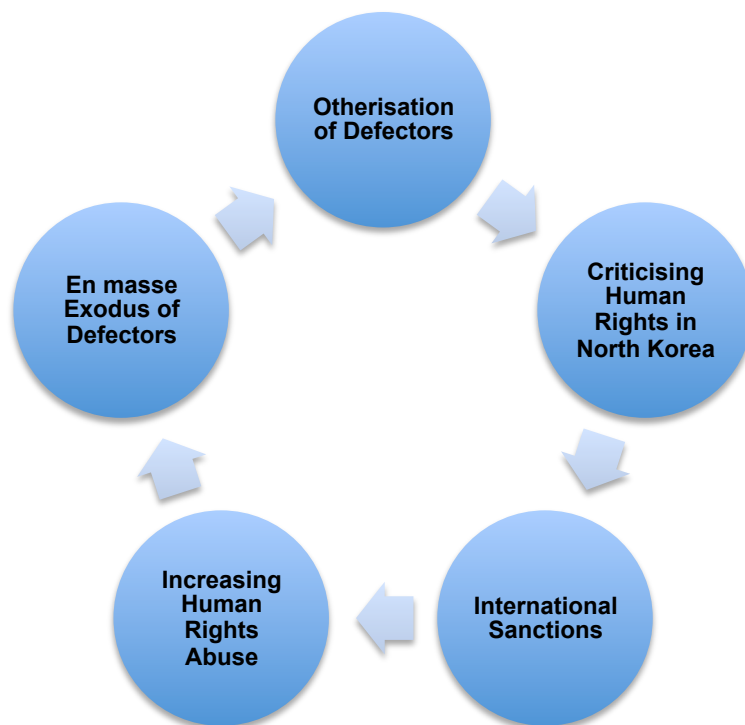 Otherisation
of Defectors
Criticising
Human
Rights in
North Korea
International
Sanctions
Increasing
Human
Rights
Abuse
En masse
Exodus of
Defectors